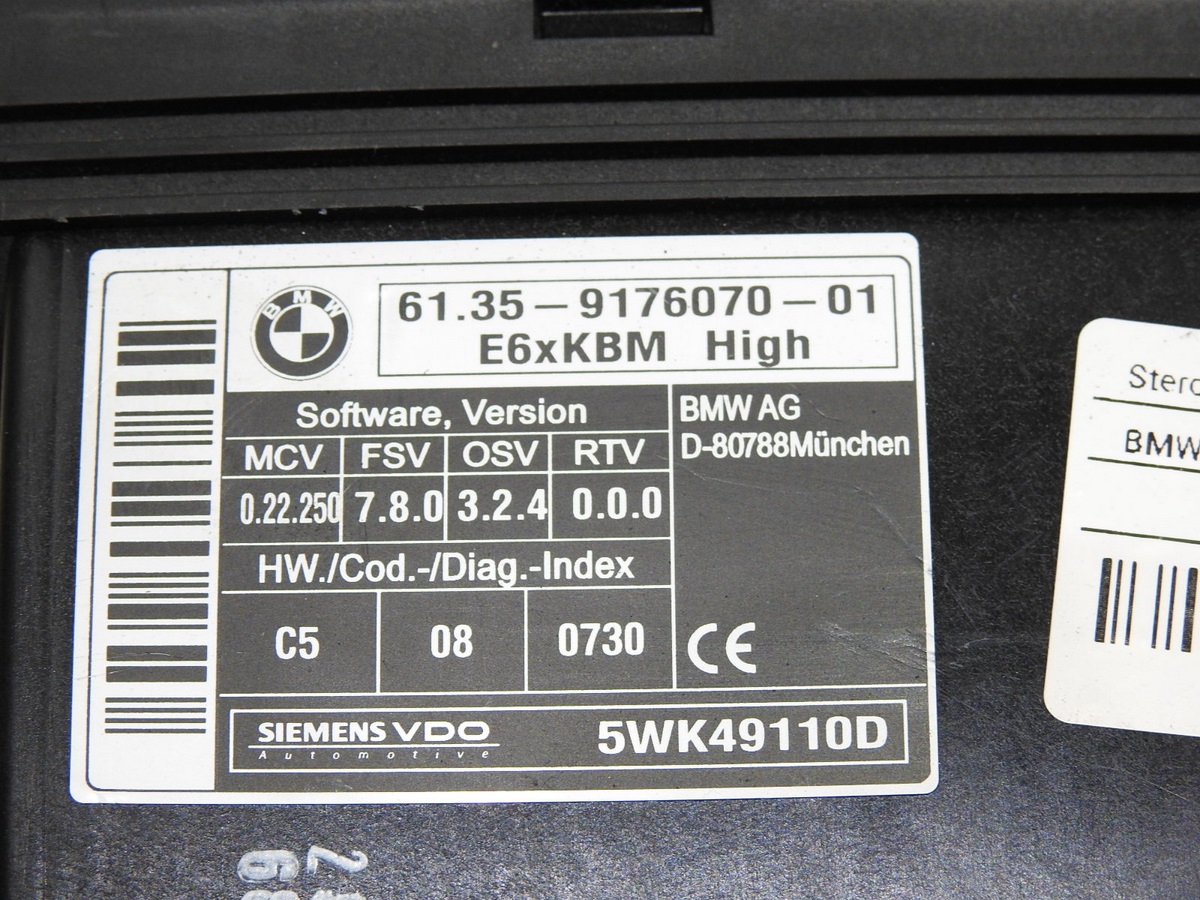 BMW
61.35-9176070-01
E6xKBM High
Software, Version
MCV FSV OSV RTV
0.22.250 7.8.0 3.2.4 0.0.0
HW./Cod.-/Diag.-Index
C5 08 0730
BMW AG
D-80788München
CE
SIEMENS VDO
Automotive
5WK49110D
BMW